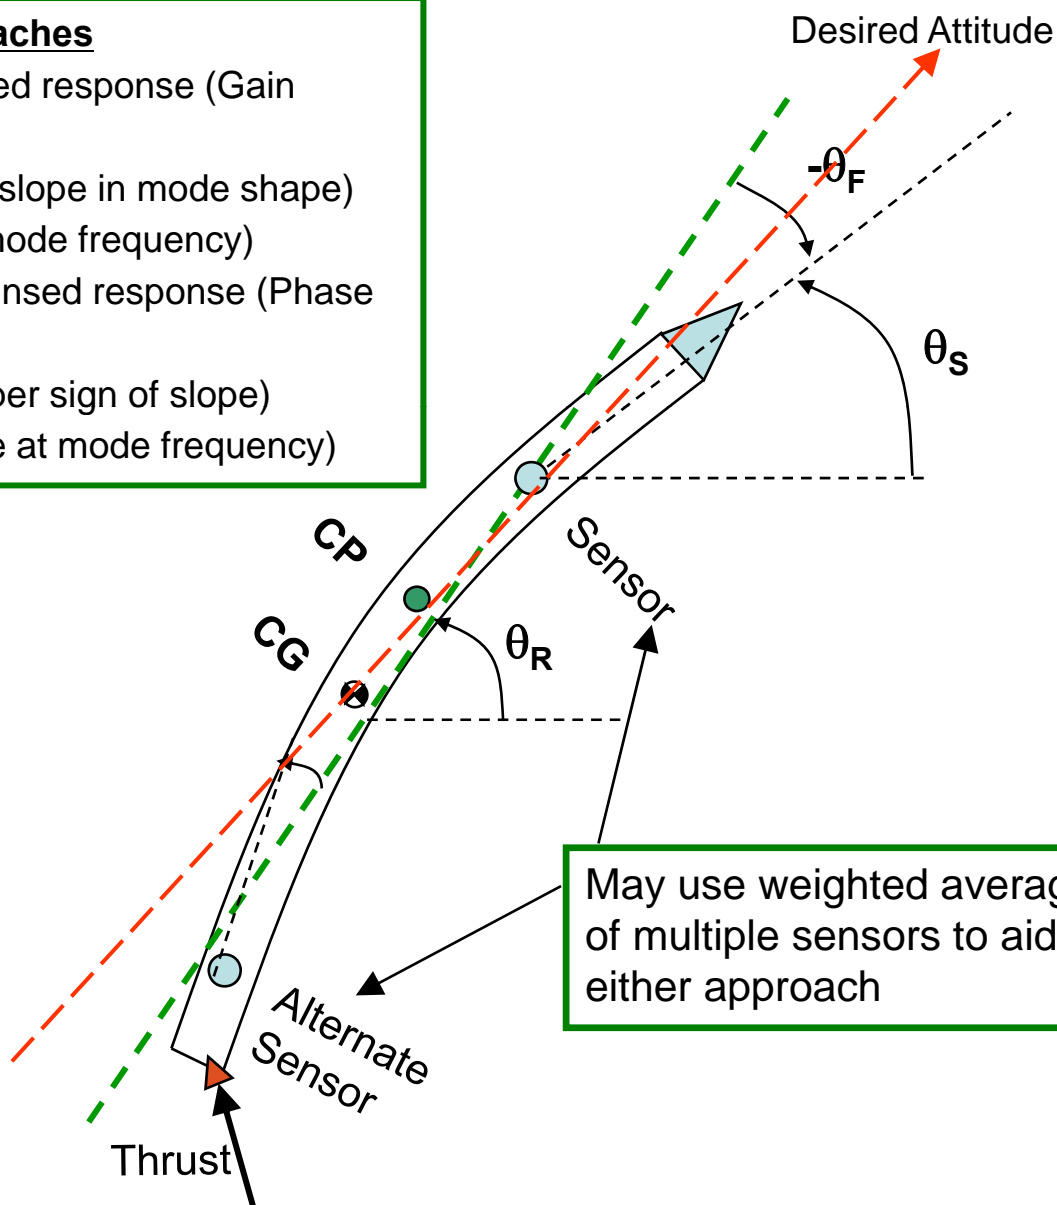 aches
ed response (Gain
slope in mode shape)
node frequency)
nsed response (Phase
per sign of slope)
e at mode frequency)
Desired Attitude
-θF
θS
Sensor
CP
CG
θR
May use weighted averag
of multiple sensors to aid
either approach
Alternate
Sensor
Thrust